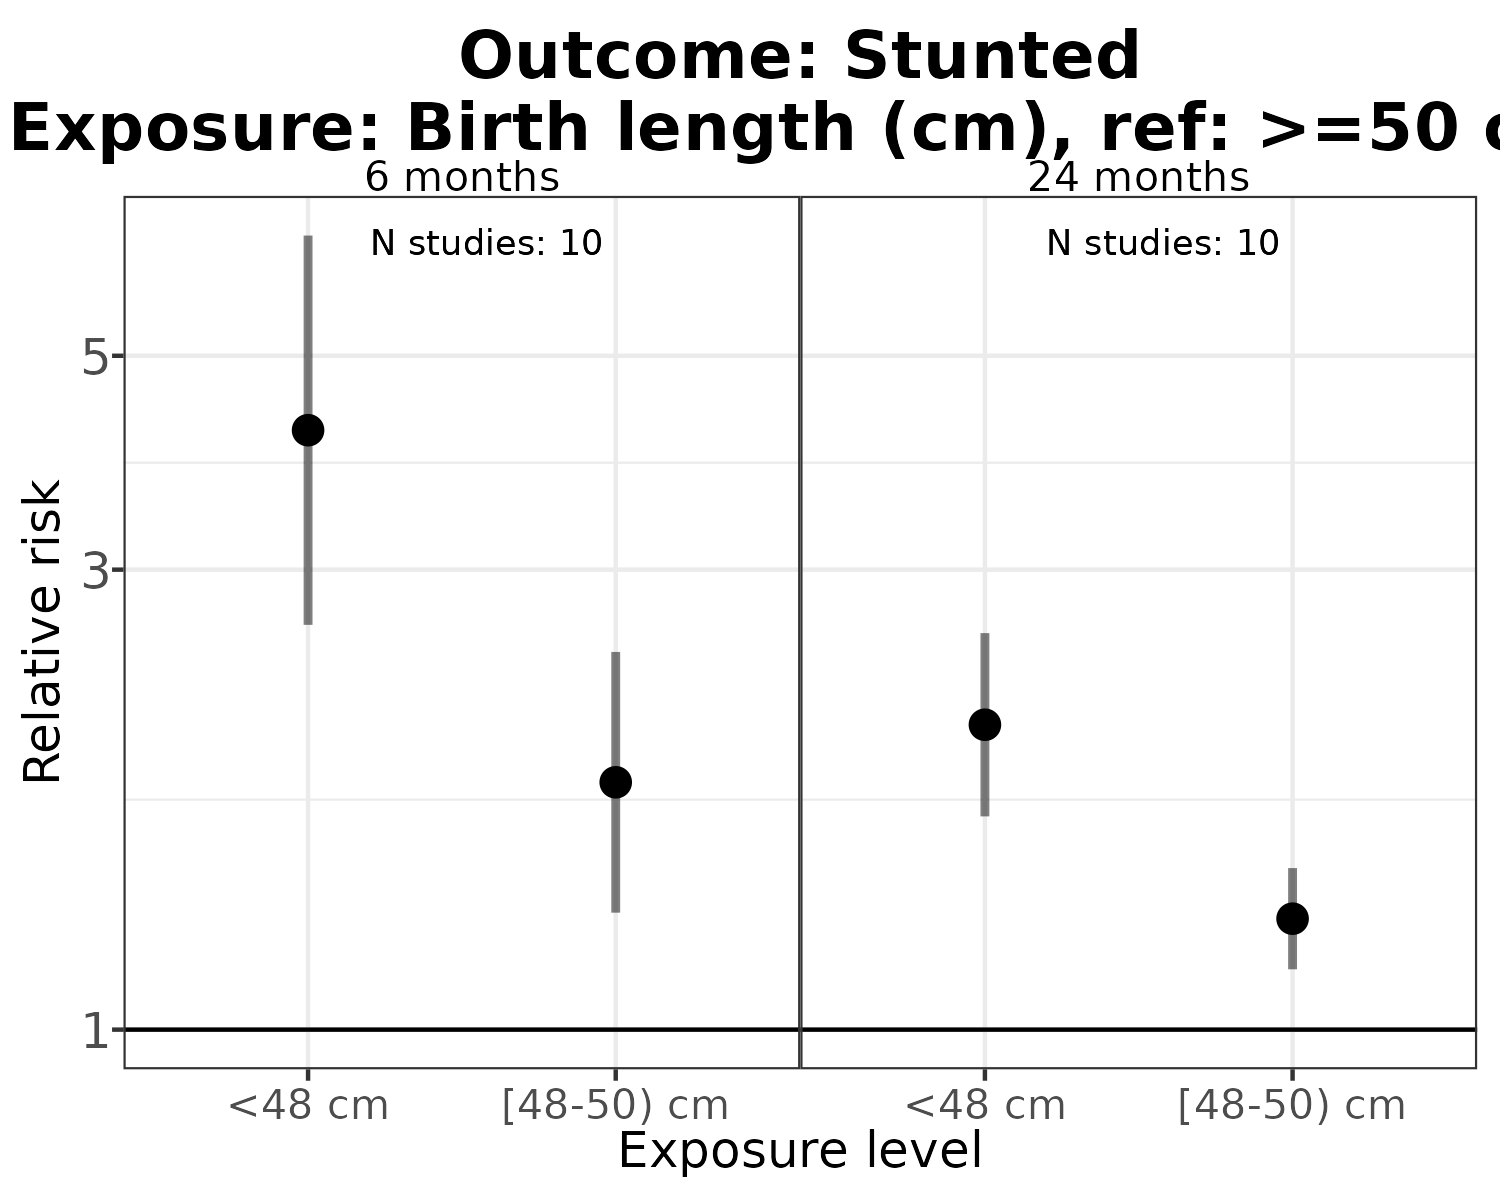 Outcome: Stunted
Exposure: Birth length (cm), ref: >=50
6 months
24 months
N studies: 10
N studies: 10
Relative risk
5
3
1
<48 cm
[48-50) cm
<48 cm
[48-50) cm
Exposure level